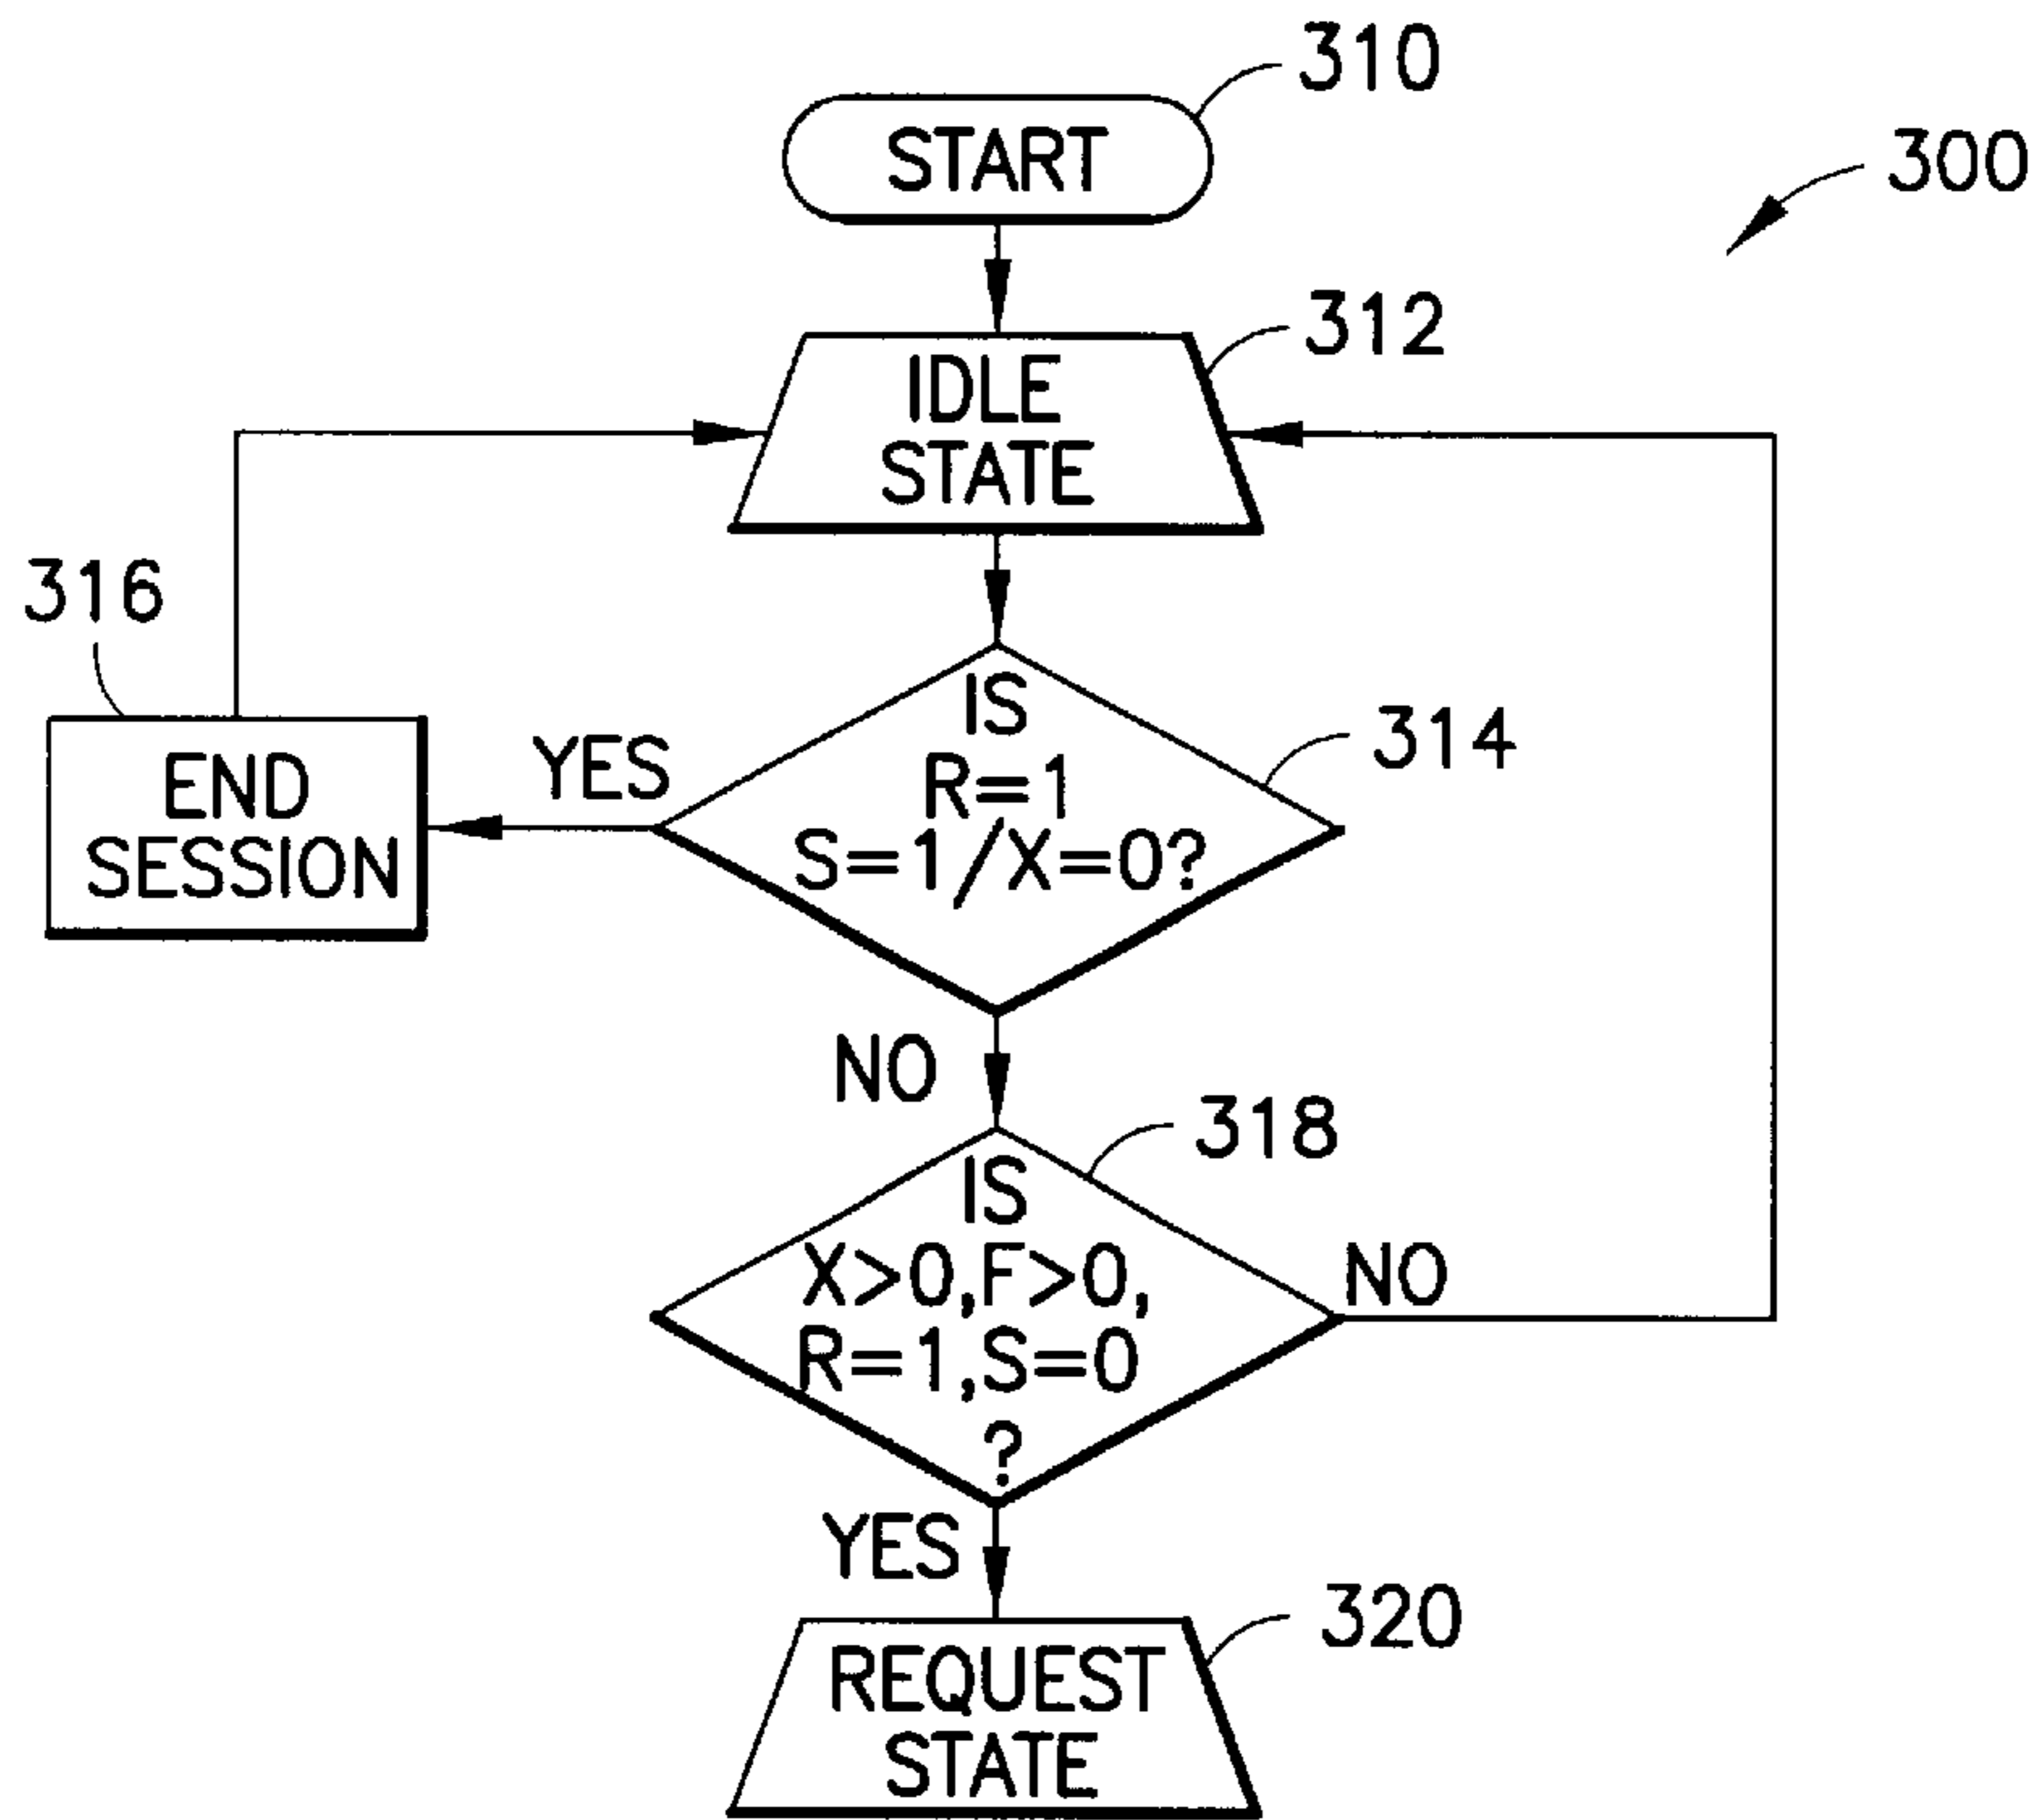 310
START
300
312
IDLE
STATE
316
IS
R=1
S=1/X=0?
314
YES
END
SESSION
NO
318
IS
X>0,F>0,
R=1,S=0
?
NO
YES
320
REQUEST
STATE